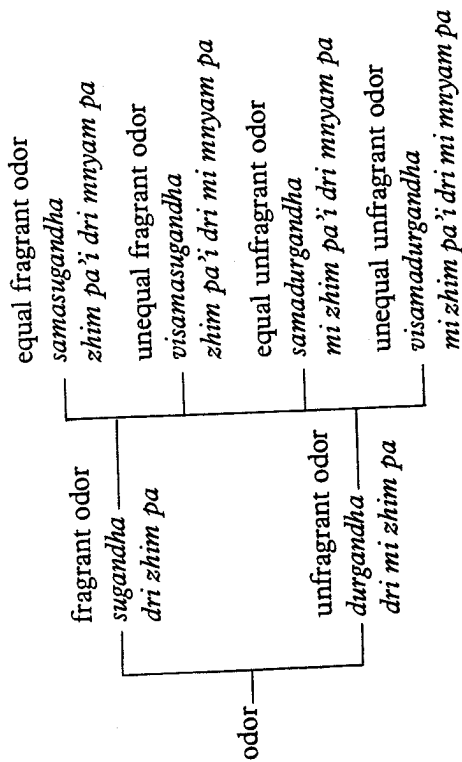 odor
fragrant odor
sugandha
dri zhim pa
unfragrant odor
durgandha
dri mi zhim pa
equal fragrant odor
samasugandha
zhim pa'i dri mnyam pa
unequal fragrant odor
visamasugandha
zhim pa'i dri mi mnyam pa
equal unfragrant odor
samadurgandha
mi zhim pa'i dri mnyam pa
unequal unfragrant odor
visamadurgandha
mi zhim pa'i dri mi mnyam pa